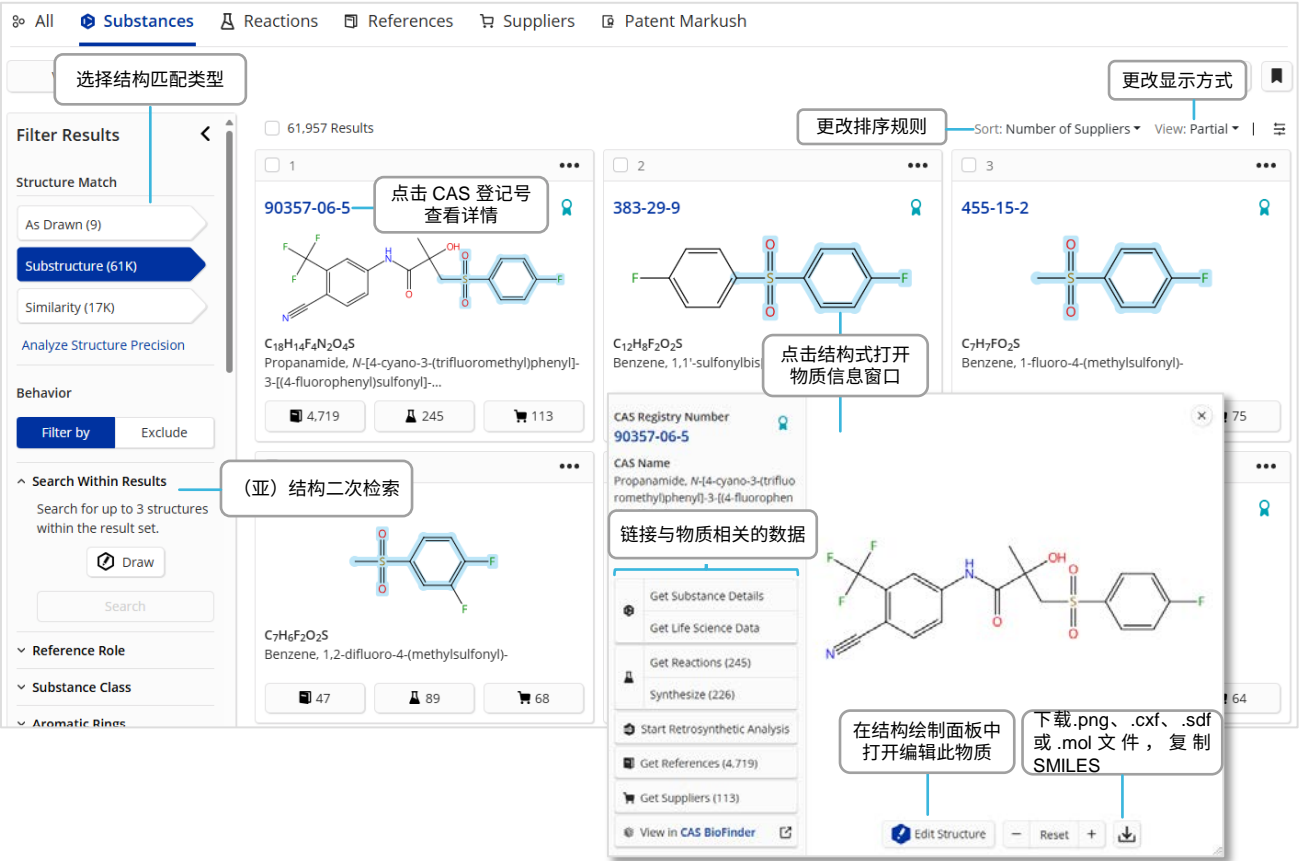 All Substances Reactions References Suppliers Patent Markush
选择结构匹配类型
更改显示方式
Filter Results
61,957 Results
更改排序规则
Sort: Number of Suppliers View: Partial
Structure Match
As Drawn (9)
Substructure (61K)
Similarity (17K)
Analyze Structure Precision
Behavior
Filter by Exclude
Search Within Results
Search for up to 3 structures
within the result set.
Draw
Search
Reference Role
Substance Class
Aromatic Rings
（亚）结构二次检索
1
90357-06-5
点击 CAS 登记号
查看详情
F F F N H O OH O S O F N
C18H14F4N2O4S
Propanamide, N-[4-cyano-3-(trifluoromethyl)phenyl]-
3-[(4-fluorophenyl)sulfonyl]-...
4,719 245 113
2
383-29-9
F O S O F
C12H8F2O2S
Benzene, 1,1'-sulfonylbis
点击结构式打开
物质信息窗口
3
455-15-2
O S O F
C7H7FO2S
Benzene, 1-fluoro-4-(methylsulfonyl)-
75
O S O F F
C7H6F2O2S
Benzene, 1,2-difluoro-4-(methylsulfonyl)-
47 89 68
64
CAS Registry Number
90357-06-5
CAS Name
Propanamide, N-[4-cyano-3-(trifluo
romethyl)phenyl]-3-[(4-fluorophen
链接与物质相关的数据
Get Substance Details
Get Life Science Data
Get Reactions (245)
Synthesize (226)
Start Retrosynthetic Analysis
Get References (4,719)
Get Suppliers (113)
View in CAS BioFinder
F F F H N O OH O S O F N
在结构绘制面板中
打开编辑此物质
下载.png、.cxf、.sdf
或.mol 文件，复制
SMILES
Edit Structure − Reset +